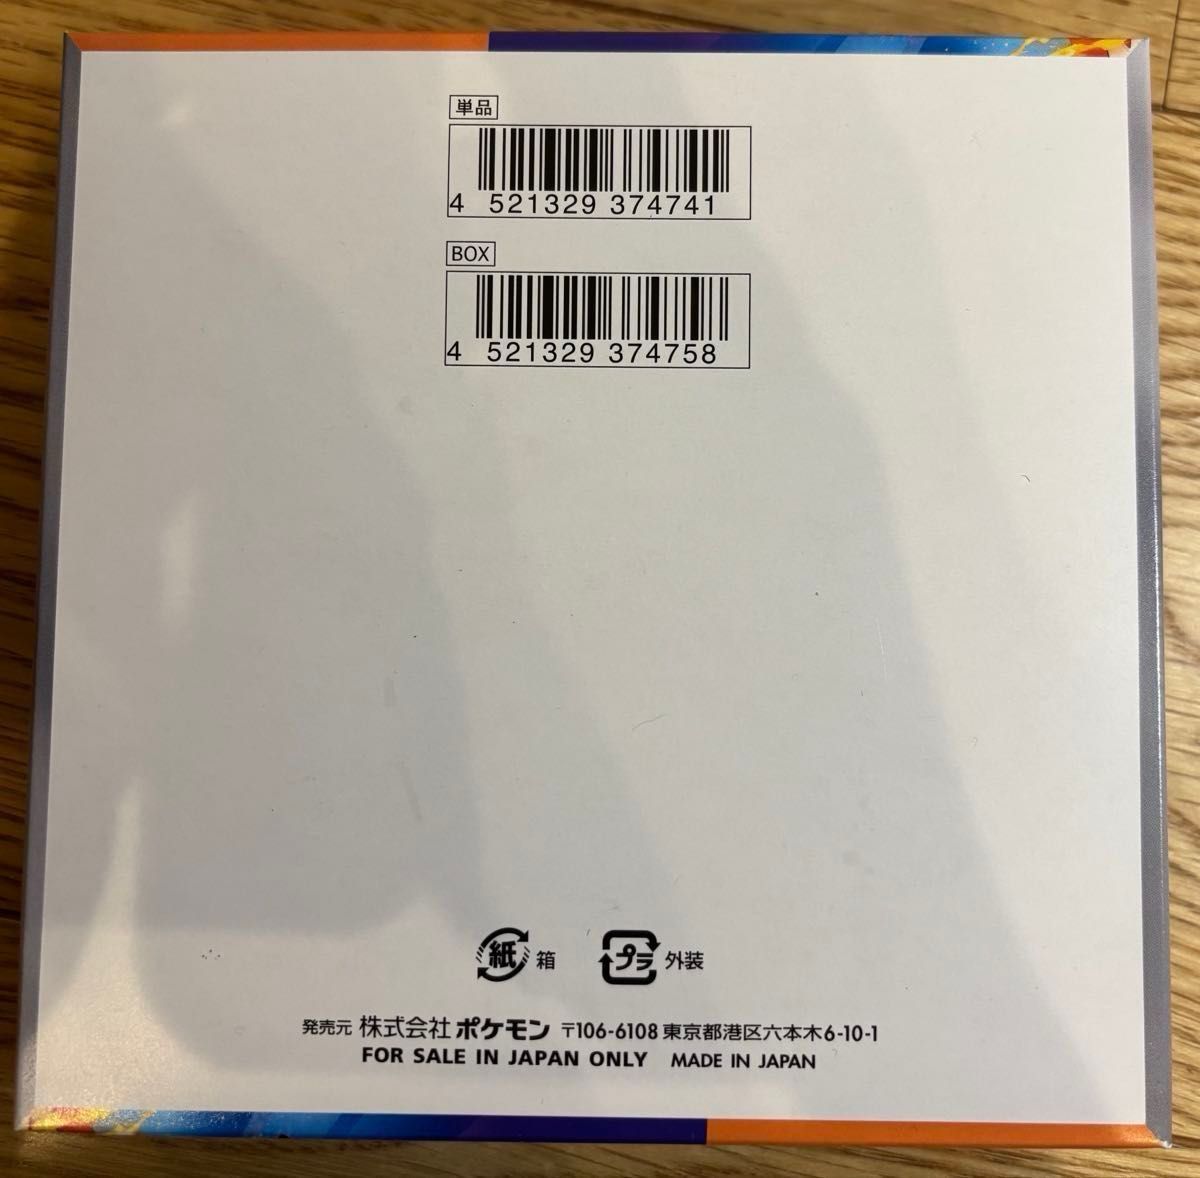 単品
4 521329 374741
BOX
4 521329 374758
紙 箱 プラ 外装
発売元 株式会社 ポケモン 〒106-6108 東京都港区六本木6-10-1
FOR SALE IN JAPAN ONLY MADE IN JAPAN